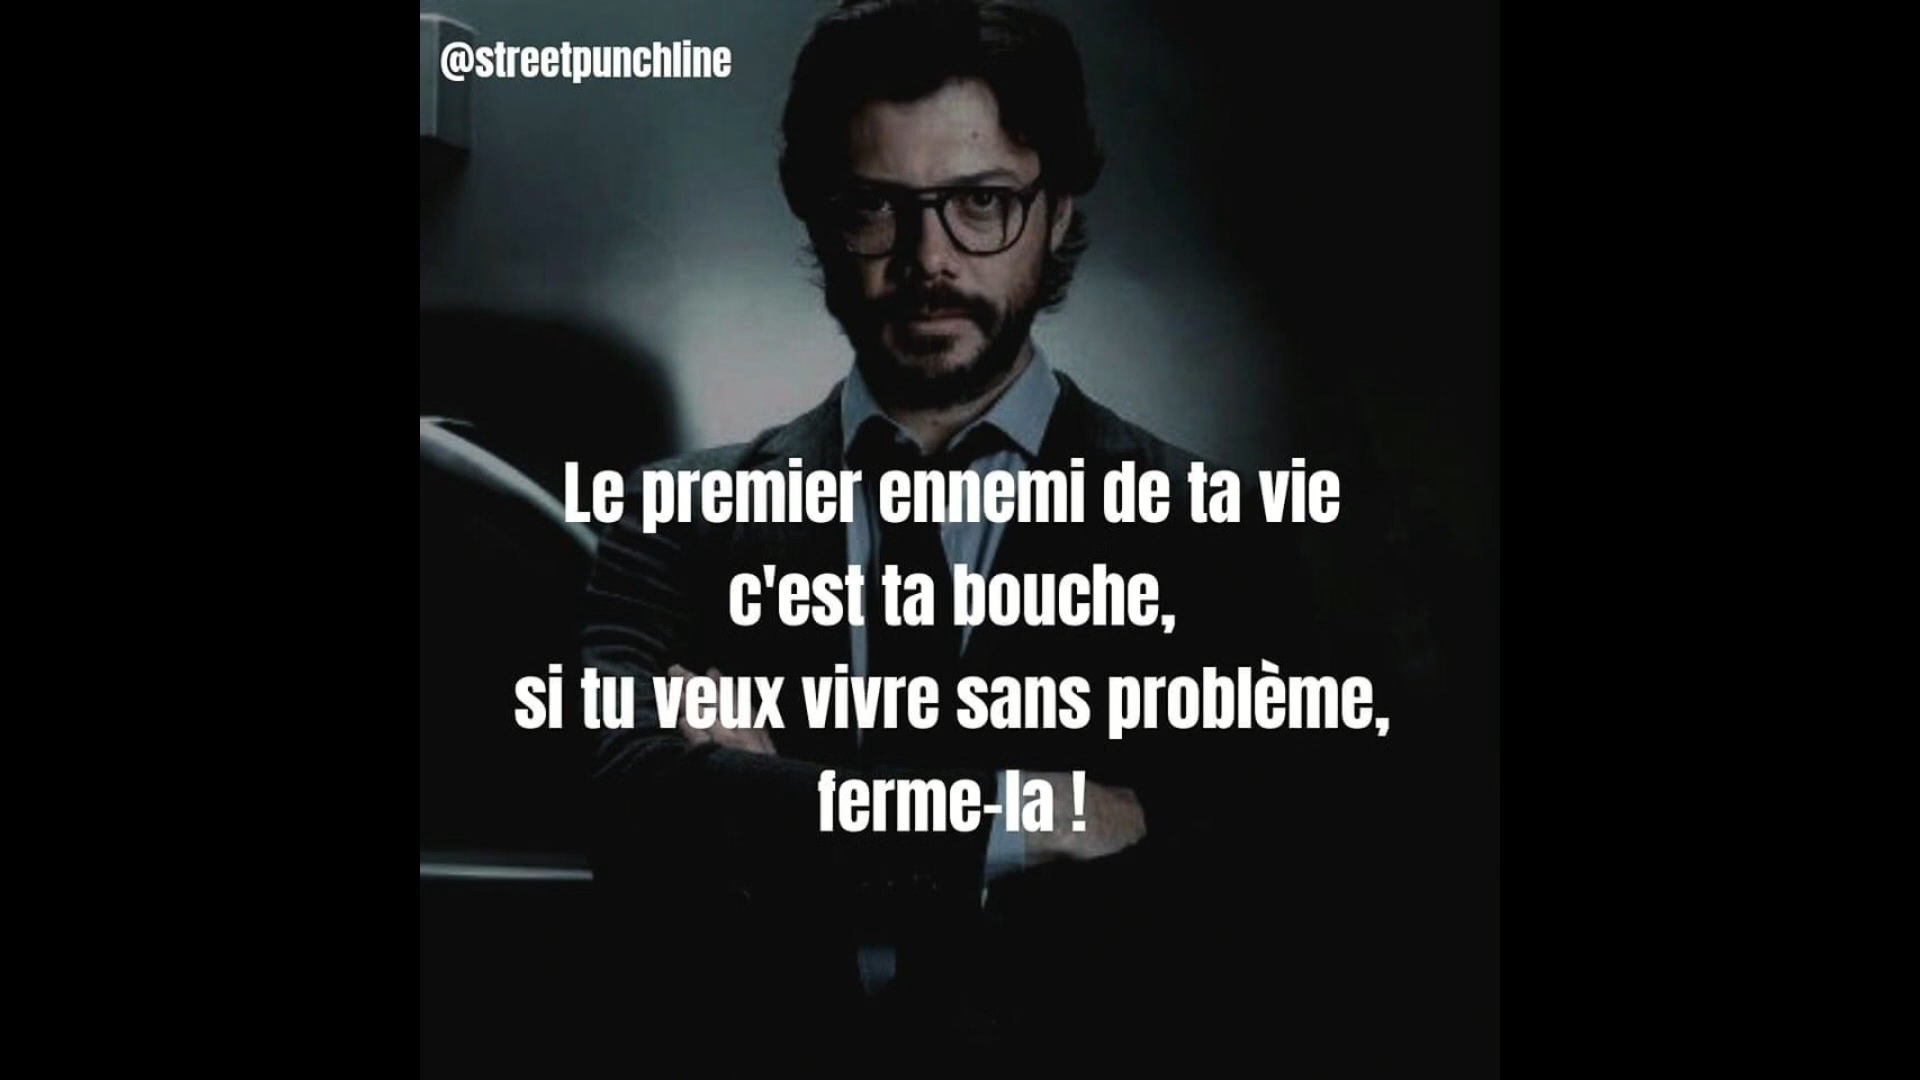 @streetpunchline
Le premier ennemi de ta vie
c'est ta bouche,
si tu veux vivre sans problème,
ferme-la !